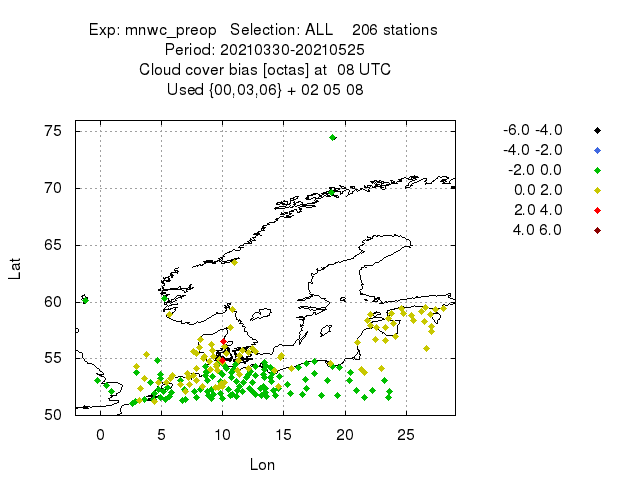 Exp: mnwc_preop Selection: ALL 206 stations
Period: 20210330-20210525
Cloud cover bias [octas] at 08 UTC
Used {00,03,06} + 02 05 08
75
70
65
60
55
50
Lat
0 5 10 15 20 25
Lon
-6.0 -4.0
-4.0 -2.0
-2.0 0.0
0.0 2.0
2.0 4.0
4.0 6.0